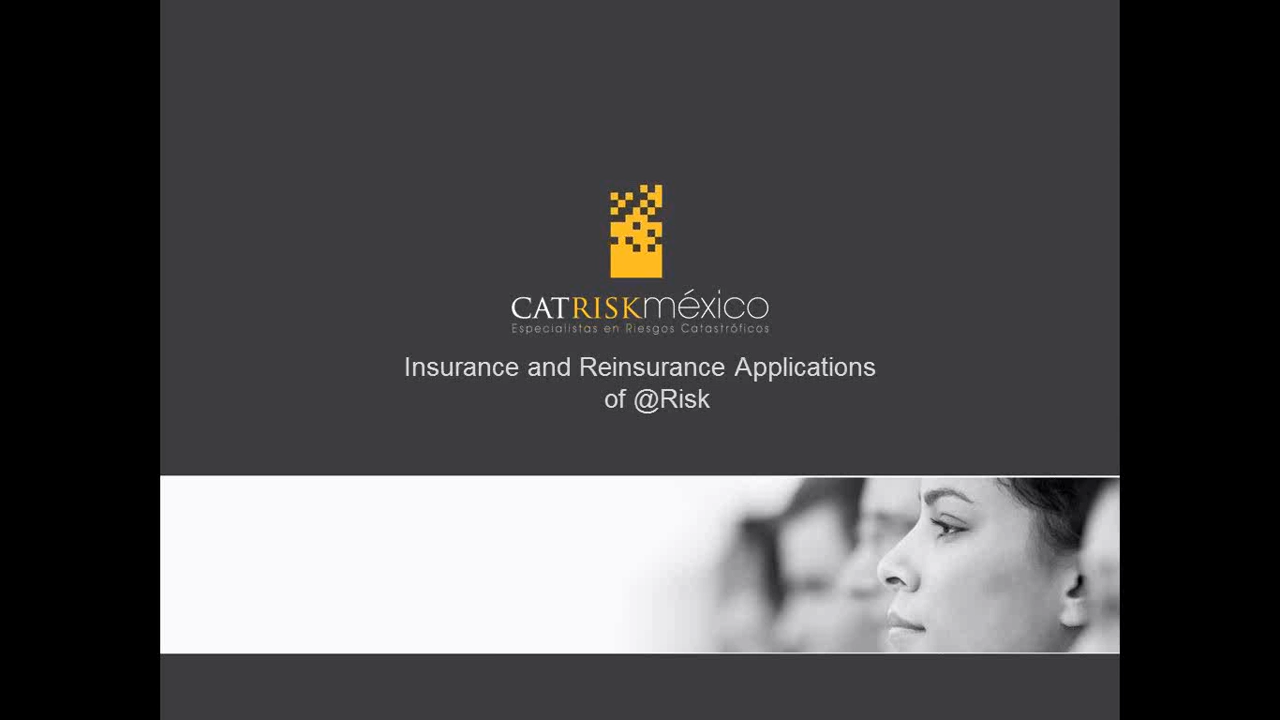 CATRISKméxico
Especialistas en Riesgos Catastróficos
Insurance and Reinsurance Applications
of @Risk